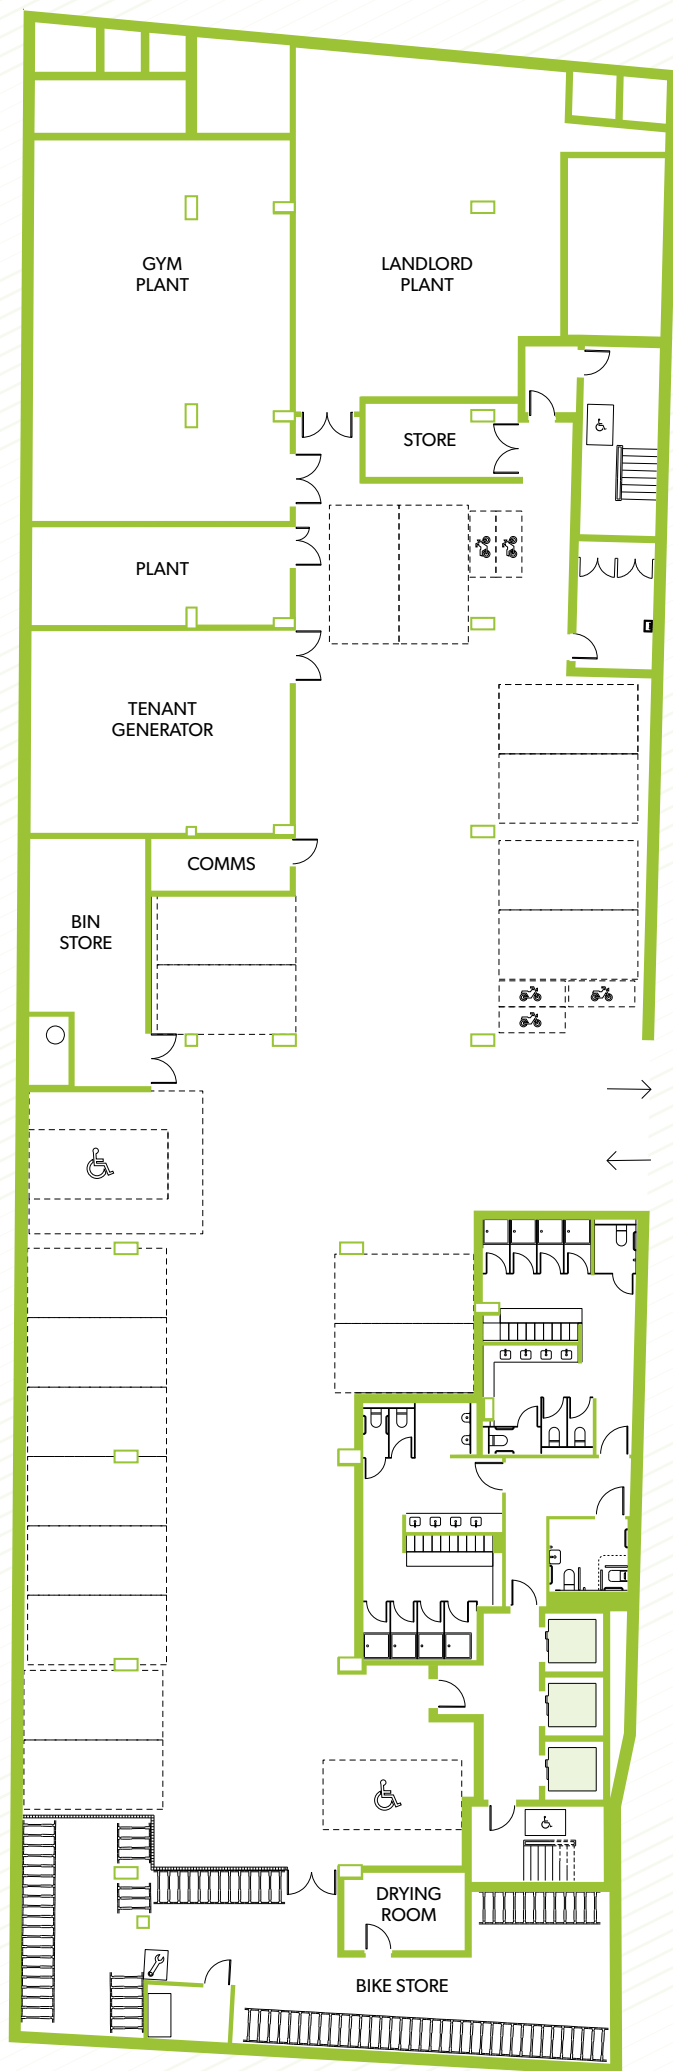 GYM
PLANT
LANDLORD
PLANT
STORE
PLANT
TENANT
GENERATOR
COMMS
BIN
STORE
DRYING
ROOM
BIKE STORE